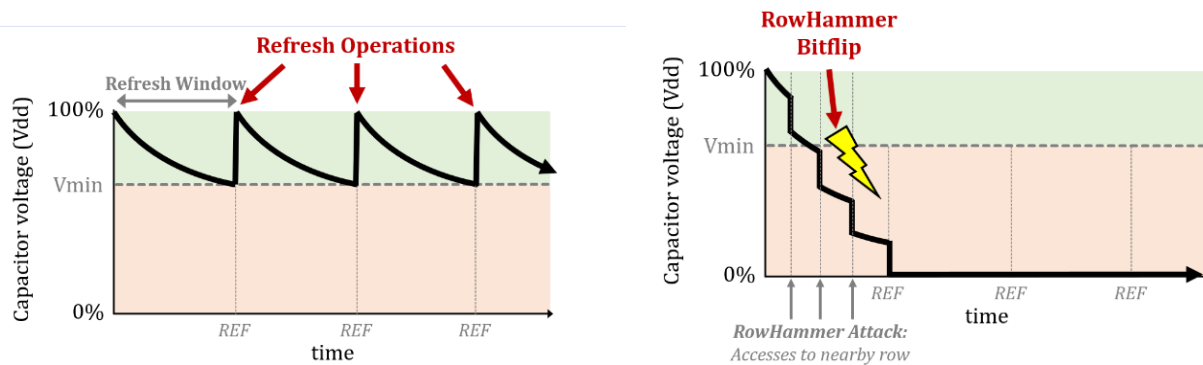 Refresh Operations
Refresh Window
100%
Vmin
0%
Capacitor voltage (Vdd)
REF
REF
REF
time
RowHammer
Bitflip
100%
Vmin
0%
Capacitor voltage (Vdd)
REF
REF
REF
time
RowHammer Attack:
Accesses to nearby row